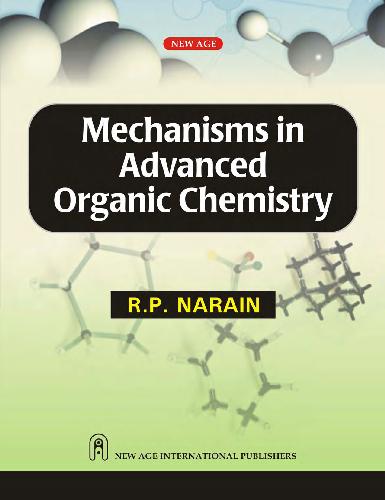 NEW AGE
Mechanisms in
Advanced
Organic Chemistry
R.P. NARAIN
NEW AGE INTERNATIONAL PUBLISHERS